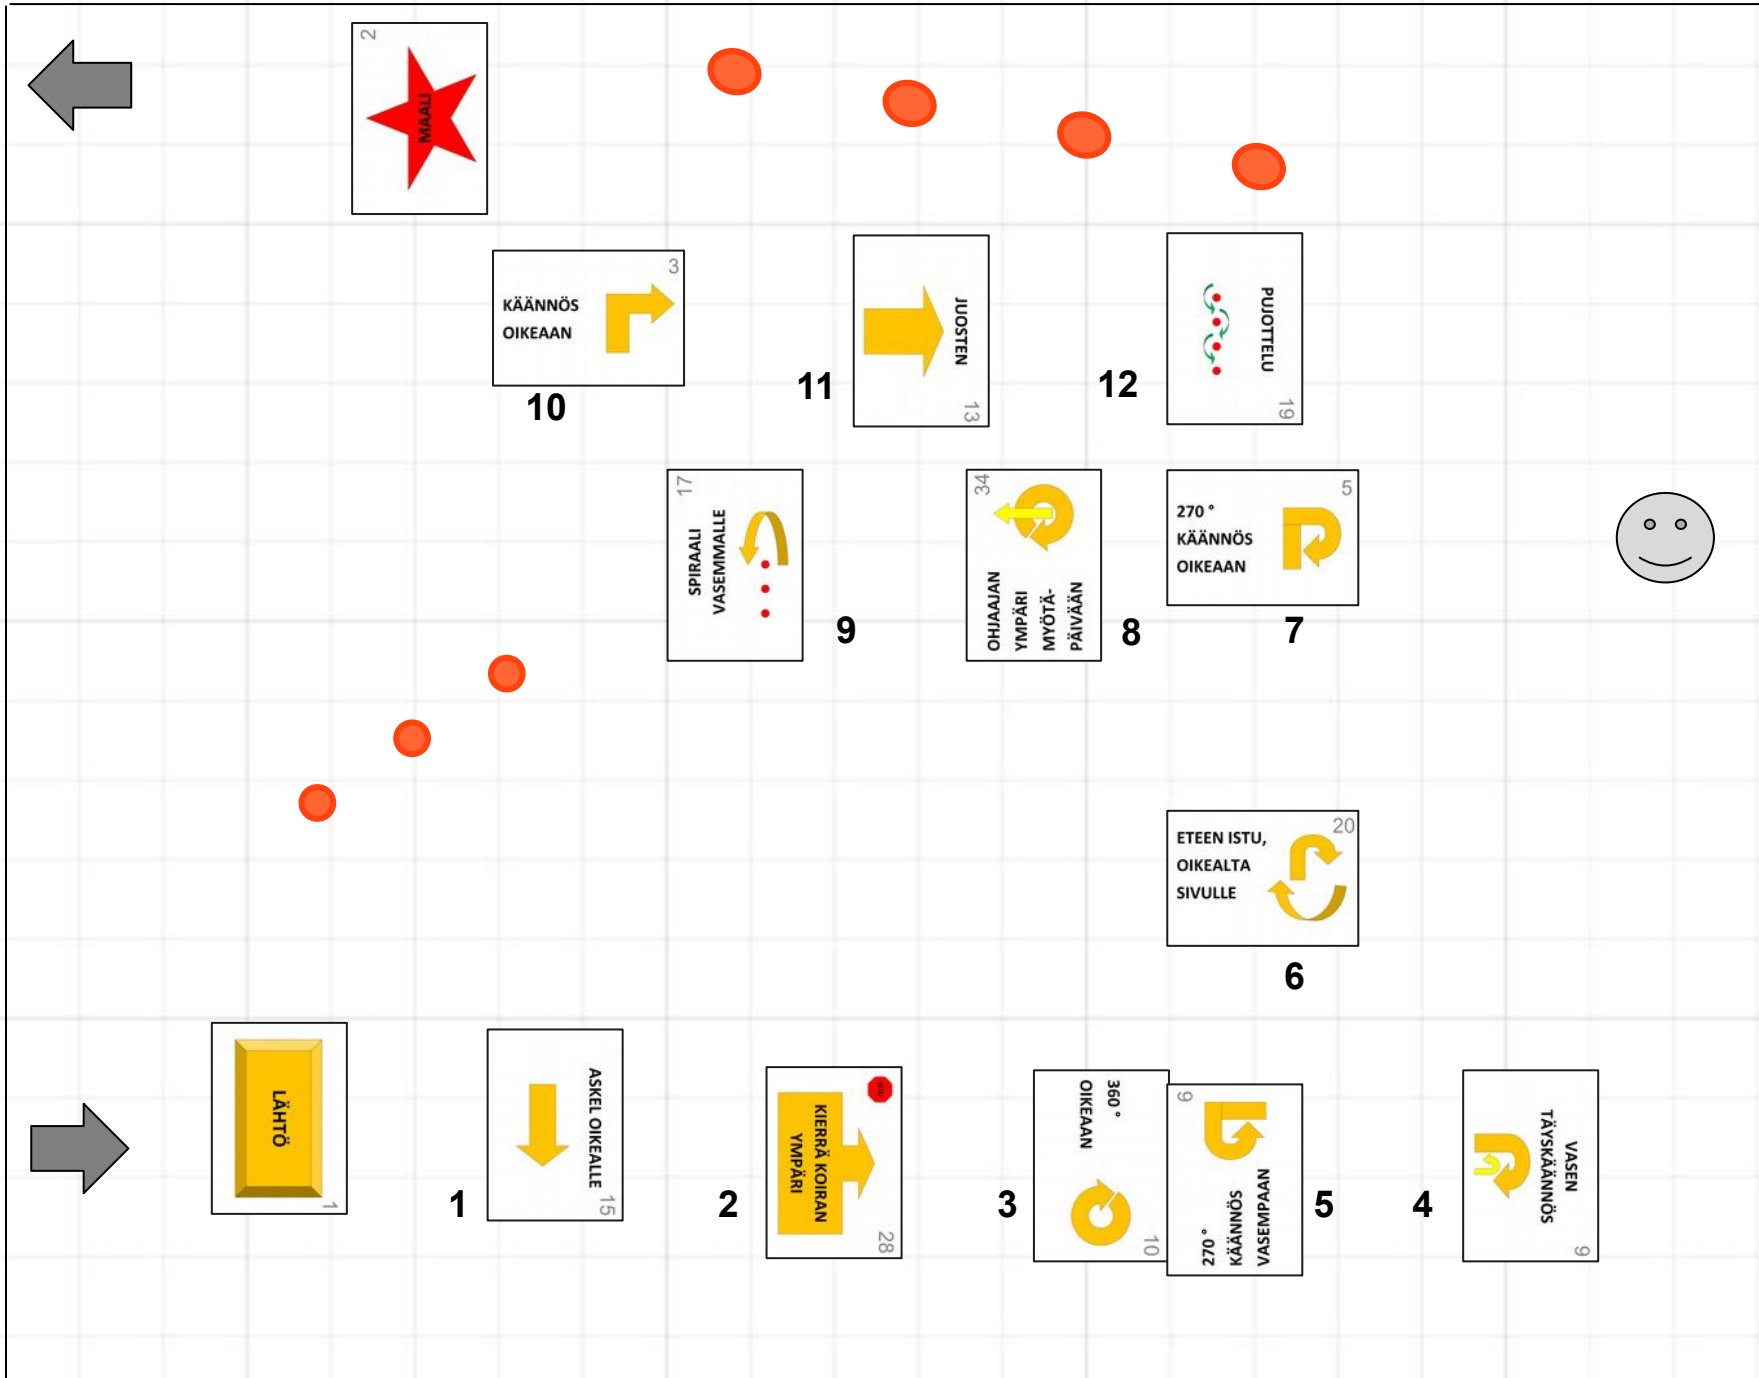 2
MAALI
3
KÄÄNNÖS
OIKEAAN
10
JUOSTEN
13
11
PUJOTTELU
19
12
17
SPIRAALI
VASEMMALLE
9
34
OHJAAJAN
YMPÄRI
MYÖTÄ-
PÄIVÄÄN
8
5
270 °
KÄÄNNÖS
OIKEAAN
7
20
ETEEN ISTU,
OIKEALTA
SIVULLE
6
LÄHTÖ
1
ASKEL OIKEALLE
15
1
KIERRÄ KOIRAN
YMPÄRI
28
2
360 °
OIKEAAN
10
3
6
270°
KÄÄNNÖS
VASEMPAAN
5
VASEN
TÄYSKÄÄNNÖS
9
4